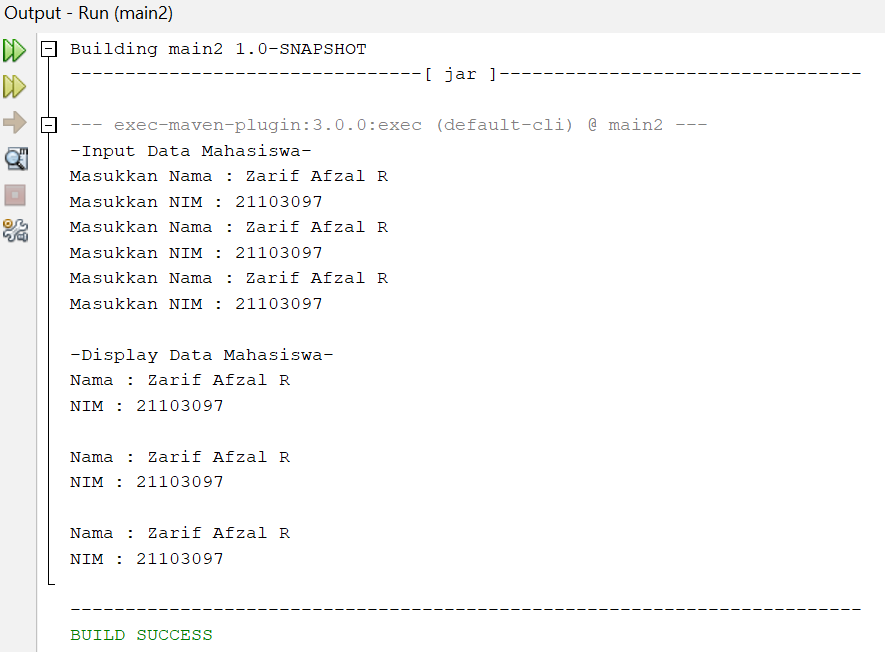 Output - Run (main2)
Building main2 1.0-SNAPSHOT
--------------------------------[ jar ]---------------------------------
--- exec-maven-plugin:3.0.0:exec (default-cli) @ main2 ---
-Input Data Mahasiswa-
Masukkan Nama : Zarif Afzal R
Masukkan NIM : 21103097
Masukkan Nama : Zarif Afzal R
Masukkan NIM : 21103097
Masukkan Nama : Zarif Afzal R
Masukkan NIM : 21103097
-Display Data Mahasiswa-
Nama : Zarif Afzal R
NIM : 21103097
Nama : Zarif Afzal R
NIM : 21103097
Nama : Zarif Afzal R
NIM : 21103097
------------------------------------------------------------------------
BUILD SUCCESS